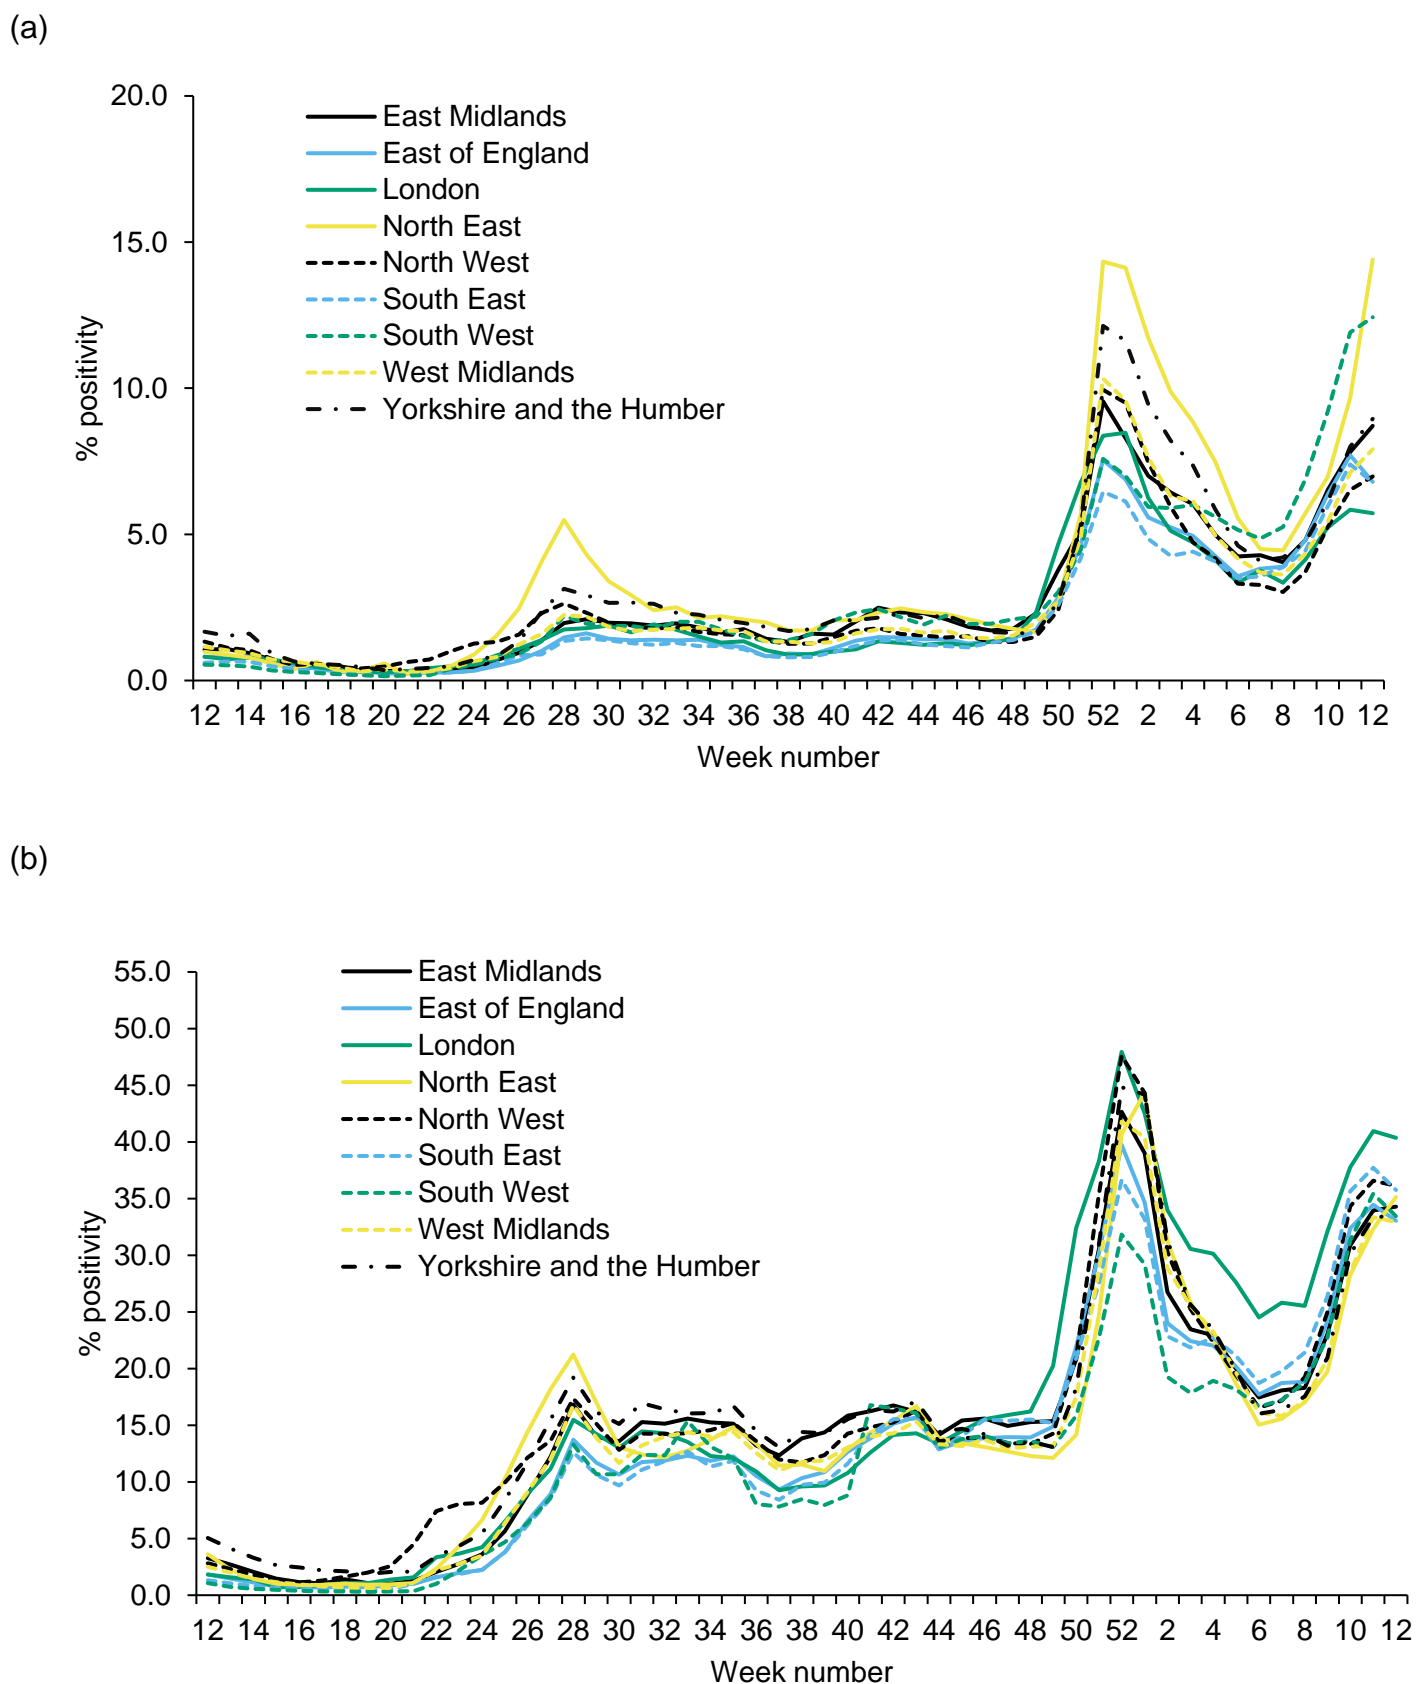 (a)
20.0
15.0
10.0
5.0
0.0
% positivity
East Midlands
East of England
London
North East
North West
South East
South West
West Midlands
Yorkshire and the Humber
12 14 16 18 20 22 24 26 28 30 32 34 36 38 40 42 44 46 48 50 52 2 4 6 8 10 12
Week number
(b)
55.0
50.0
45.0
40.0
35.0
30.0
25.0
20.0
15.0
10.0
5.0
0.0
% positivity
East Midlands
East of England
London
North East
North West
South East
South West
West Midlands
Yorkshire and the Humber
12 14 16 18 20 22 24 26 28 30 32 34 36 38 40 42 44 46 48 50 52 2 4 6 8 10 12
Week number